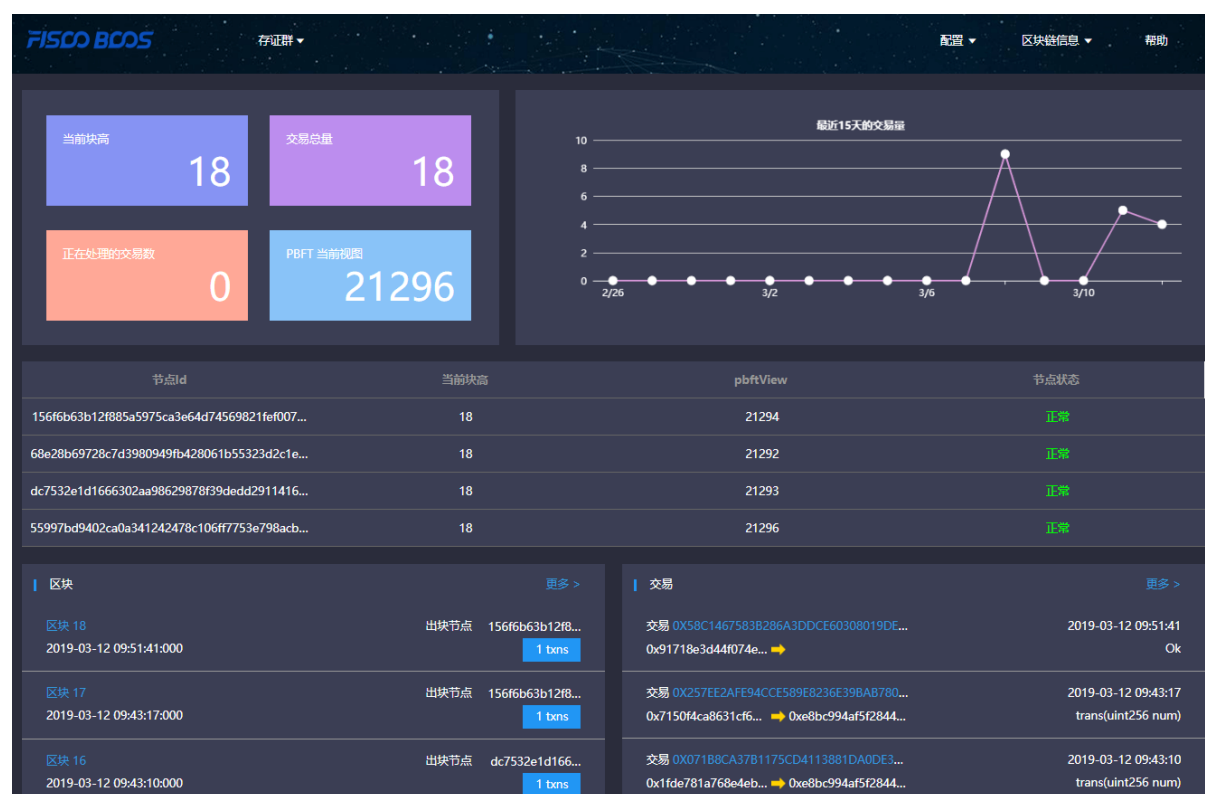 FISCO BCOS
存证群
配置
区块链信息
帮助
当前块高
18
交易总量
18
正在处理的交易数
0
PBFT 当前视图
21296
最近15天的交易量
10
8
6
4
2
0
2/26 3/2 3/6 3/10
节点Id 当前块高 pbftView 节点状态
156f6b63b12f885a5975ca3e64d74569821fef007... 18 21294 正常
68e28b69728c7d3980949fb428061b55323d2c1e... 18 21292 正常
dc7532e1d1666302aa98629878f39dedd2911416... 18 21293 正常
55997bd9402ca0a341242478c106ff7753e798acb... 18 21296 正常
区块 更多 >
区块 18 出块节点 156f6b63b12f8...
2019-03-12 09:51:41:000 1 txns
区块 17 出块节点 156f6b63b12f8...
2019-03-12 09:43:17:000 1 txns
区块 16 出块节点 dc7532e1d166...
2019-03-12 09:43:10:000 1 txns
交易 更多 >
交易 0X58C1467583B286A3DDCE60308019DE... 2019-03-12 09:51:41
0x91718e3d44f074e... Ok
交易 0X257EE2AFE94CCE589E8236E39BAB780... 2019-03-12 09:43:17
0x7150f4ca8631cf6... 0xe8bc994af5f2844... trans(uint256 num)
交易 0X071B8CA37B1175CD4113881DA0DE3... 2019-03-12 09:43:10
0x1fde781a768e4eb... 0xe8bc994af5f2844... trans(uint256 num)